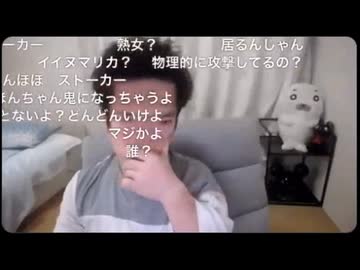 ーカー　熟女？　居るんしゃん
イイヌマリカ？　物理的に攻撃してるの？
んほほ　ストーカー
ほんちゃん鬼になっちゃうよ
とないよ？どんどんいけよ
マジかよ
誰？